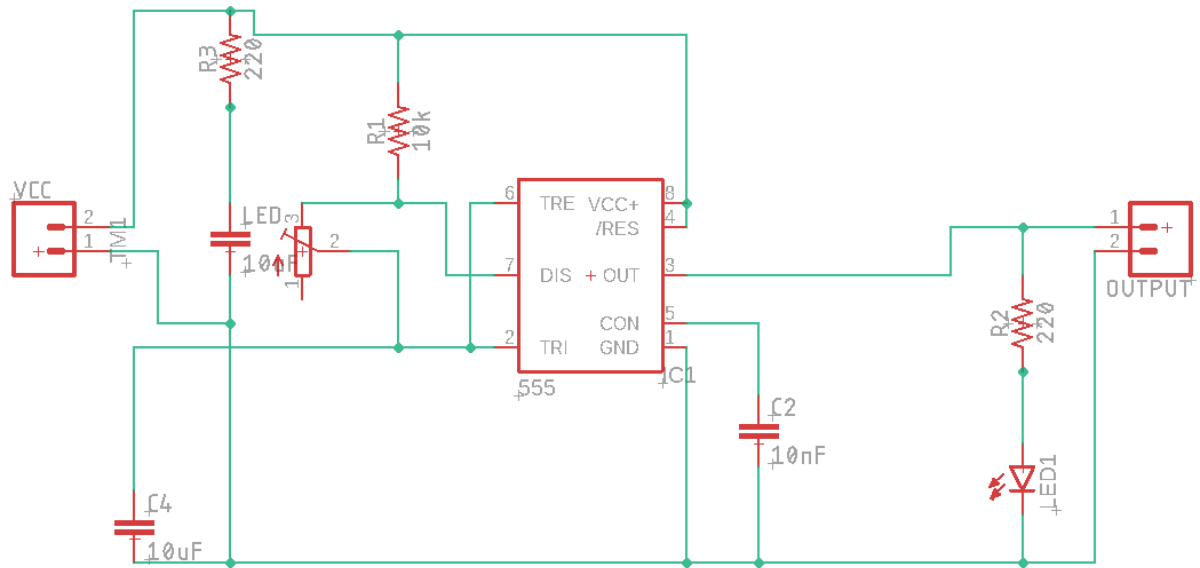 R3
220
R1
10k
VCC
2
1
TM1
LED
10uF
3
2
1
6
TRE
VCC+
8
/RES
4
7
DIS
OUT
3
CON
5
2
TRI
GND
1
555
IC1
C2
10nF
C4
10uF
1
2
OUTPUT
R2
220
LED1